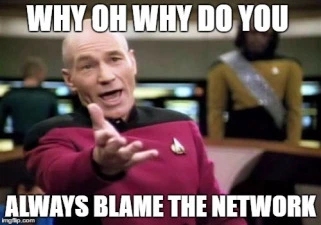 WHY OH WHY DO YOU
ALWAYS BLAME THE NETWORK
imgflip.com